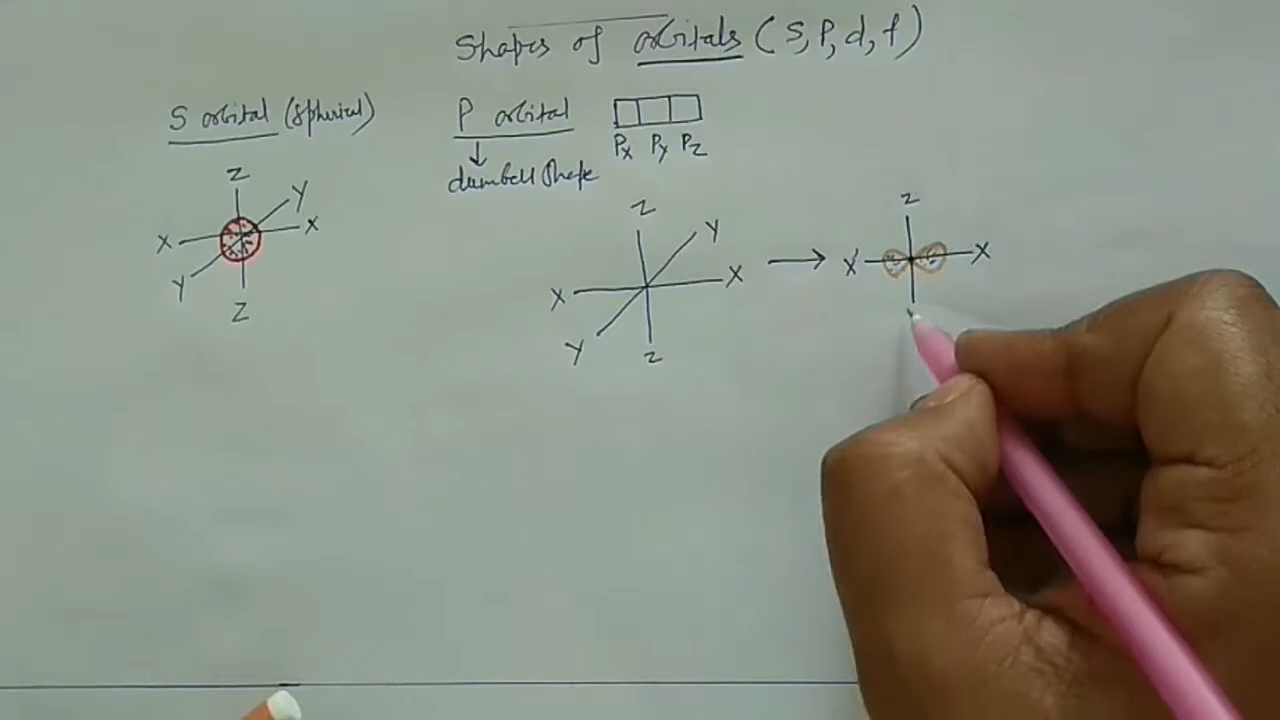 Shapes of orbitals (S, P, d, f)
S orbital (Spherical)
P orbital
Px Py Pz
dumbell Shape
Z
Y
X
X
Y
Z
Z
Y
X
X
Y
Z
Z
X
X